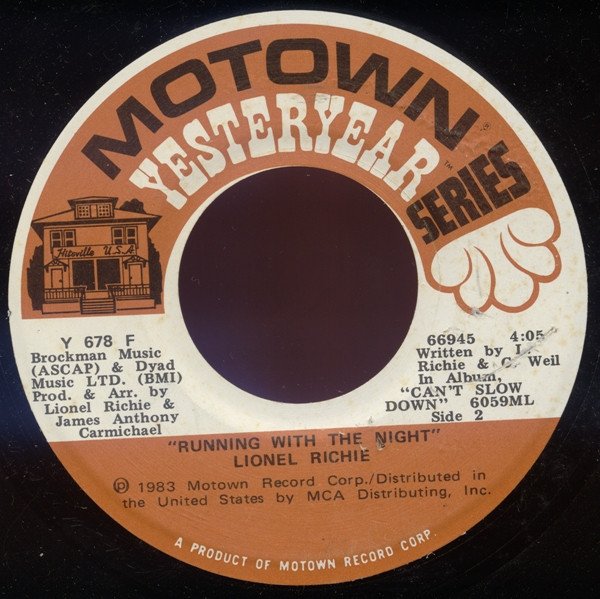 MOTOWN®
YESTERYEAR™
SERIES
Hitsville U.S.A.
Y 678 F
Brockman Music
(ASCAP) & Dyad
Music LTD. (BMI)
Prod. & Arr. by
Lionel Richie &
James Anthony
Carmichael
66945 4:05
Written by L.
Richie & C. Weil
In Album,
"CAN'T SLOW
DOWN" 6059ML
Side 2
"RUNNING WITH THE NIGHT"
LIONEL RICHIE
℗ 1983 Motown Record Corp./Distributed in
the United States by MCA Distributing, Inc.
A PRODUCT OF MOTOWN RECORD CORP.